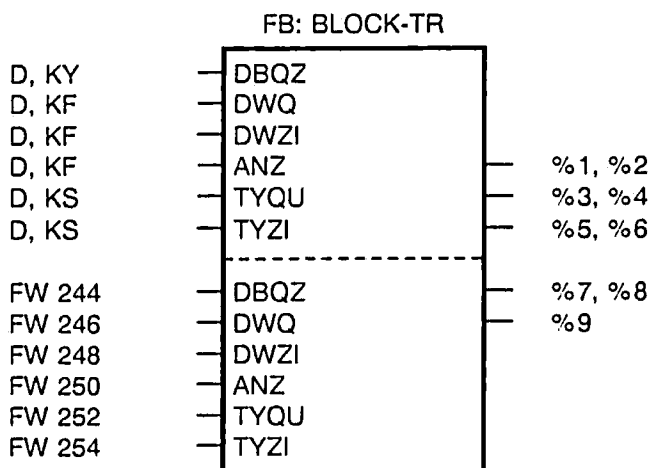 FB: BLOCK-TR
D, KY DBQZ
D, KF DWQ
D, KF DWZI
D, KF ANZ %1, %2
D, KS TYQU %3, %4
D, KS TYZI %5, %6
FW 244 DBQZ %7, %8
FW 246 DWQ %9
FW 248 DWZI
FW 250 ANZ
FW 252 TYQU
FW 254 TYZI